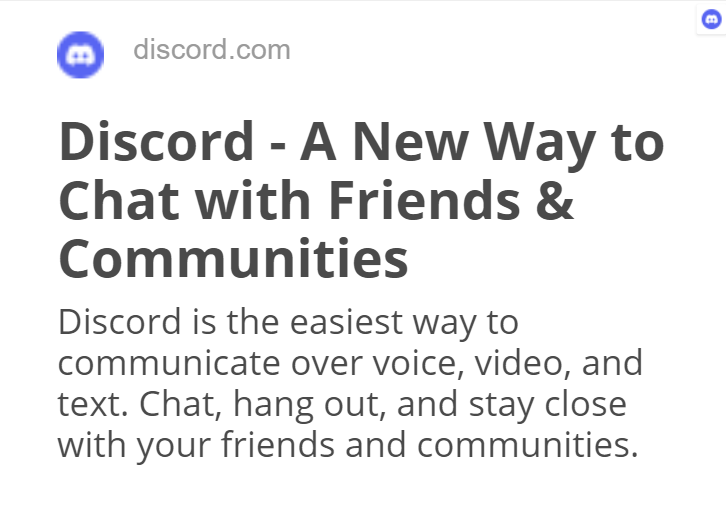 discord.com
Discord - A New Way to
Chat with Friends &
Communities
Discord is the easiest way to
communicate over voice, video, and
text. Chat, hang out, and stay close
with your friends and communities.